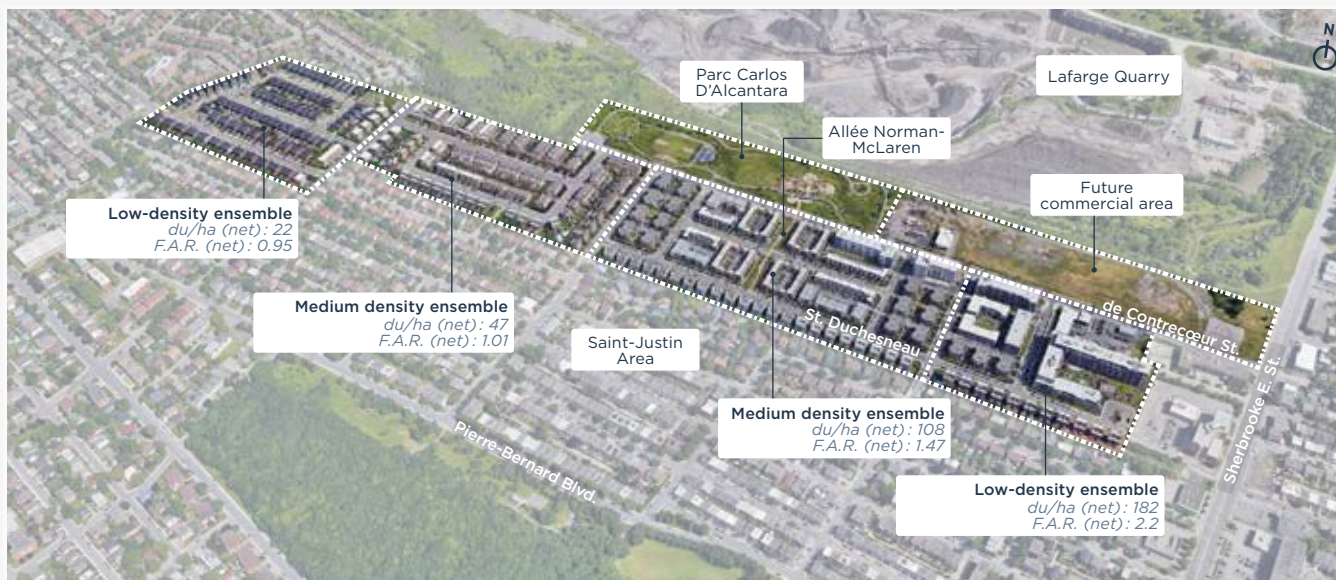 N
Parc Carlos
D'Alcantara
Lafarge Quarry
Allée Norman-
McLaren
Future
commercial area
Low-density ensemble
du/ha (net) : 22
F.A.R. (net) : 0.95
Medium density ensemble
du/ha (net) : 47
F.A.R. (net) : 1.01
Saint-Justin
Area
St. Duchesneau
de Contrecœur St.
Sherbrooke E. St.
Pierre-Bernard Blvd.
Medium density ensemble
du/ha (net) : 108
F.A.R. (net) : 1.47
Low-density ensemble
du/ha (net) : 182
F.A.R. (net) : 2.2